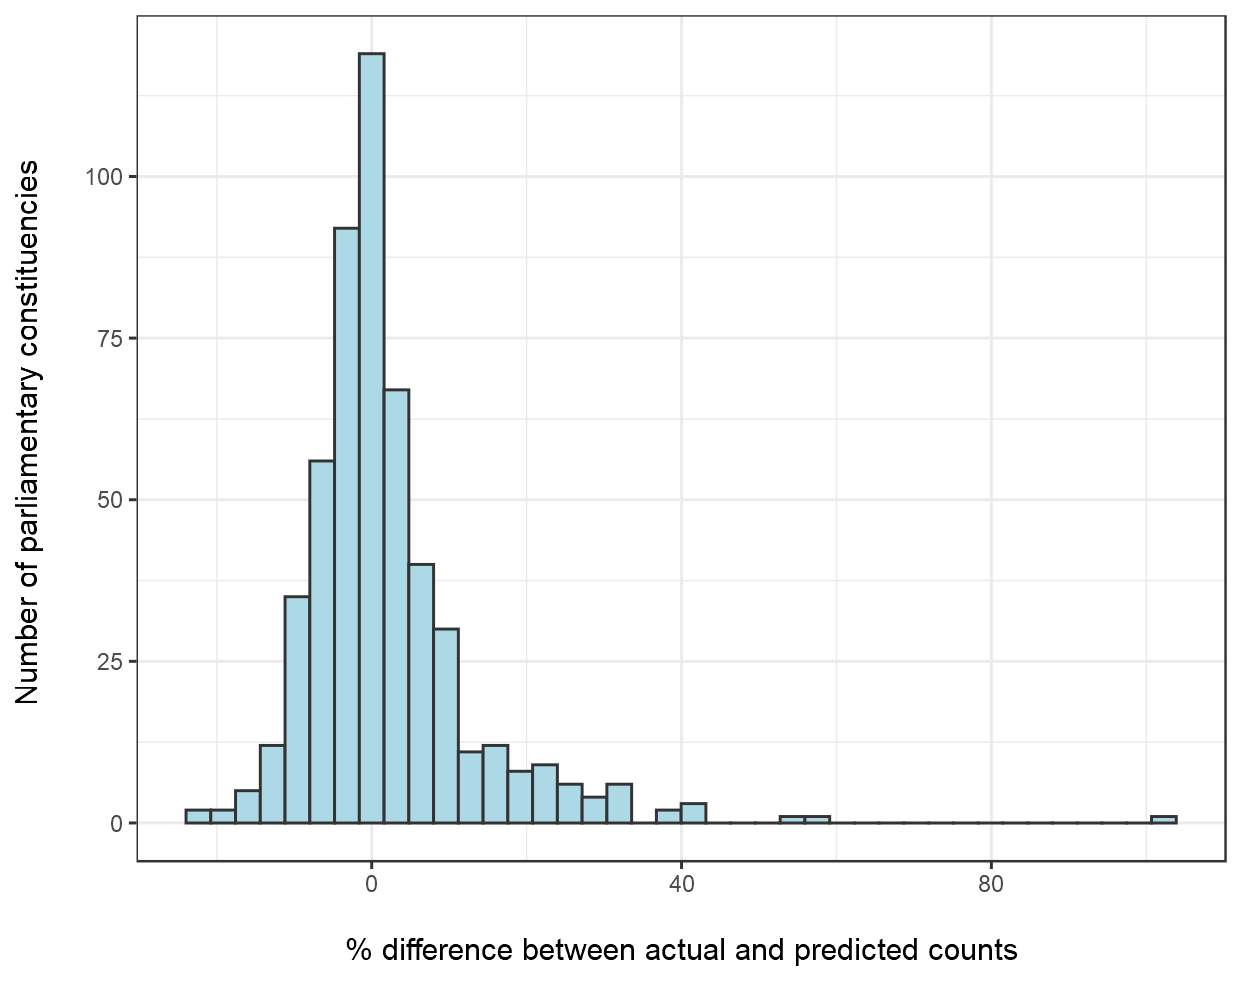 Number of parliamentary constituencies
100
75
50
25
0
0 40 80
% difference between actual and predicted counts